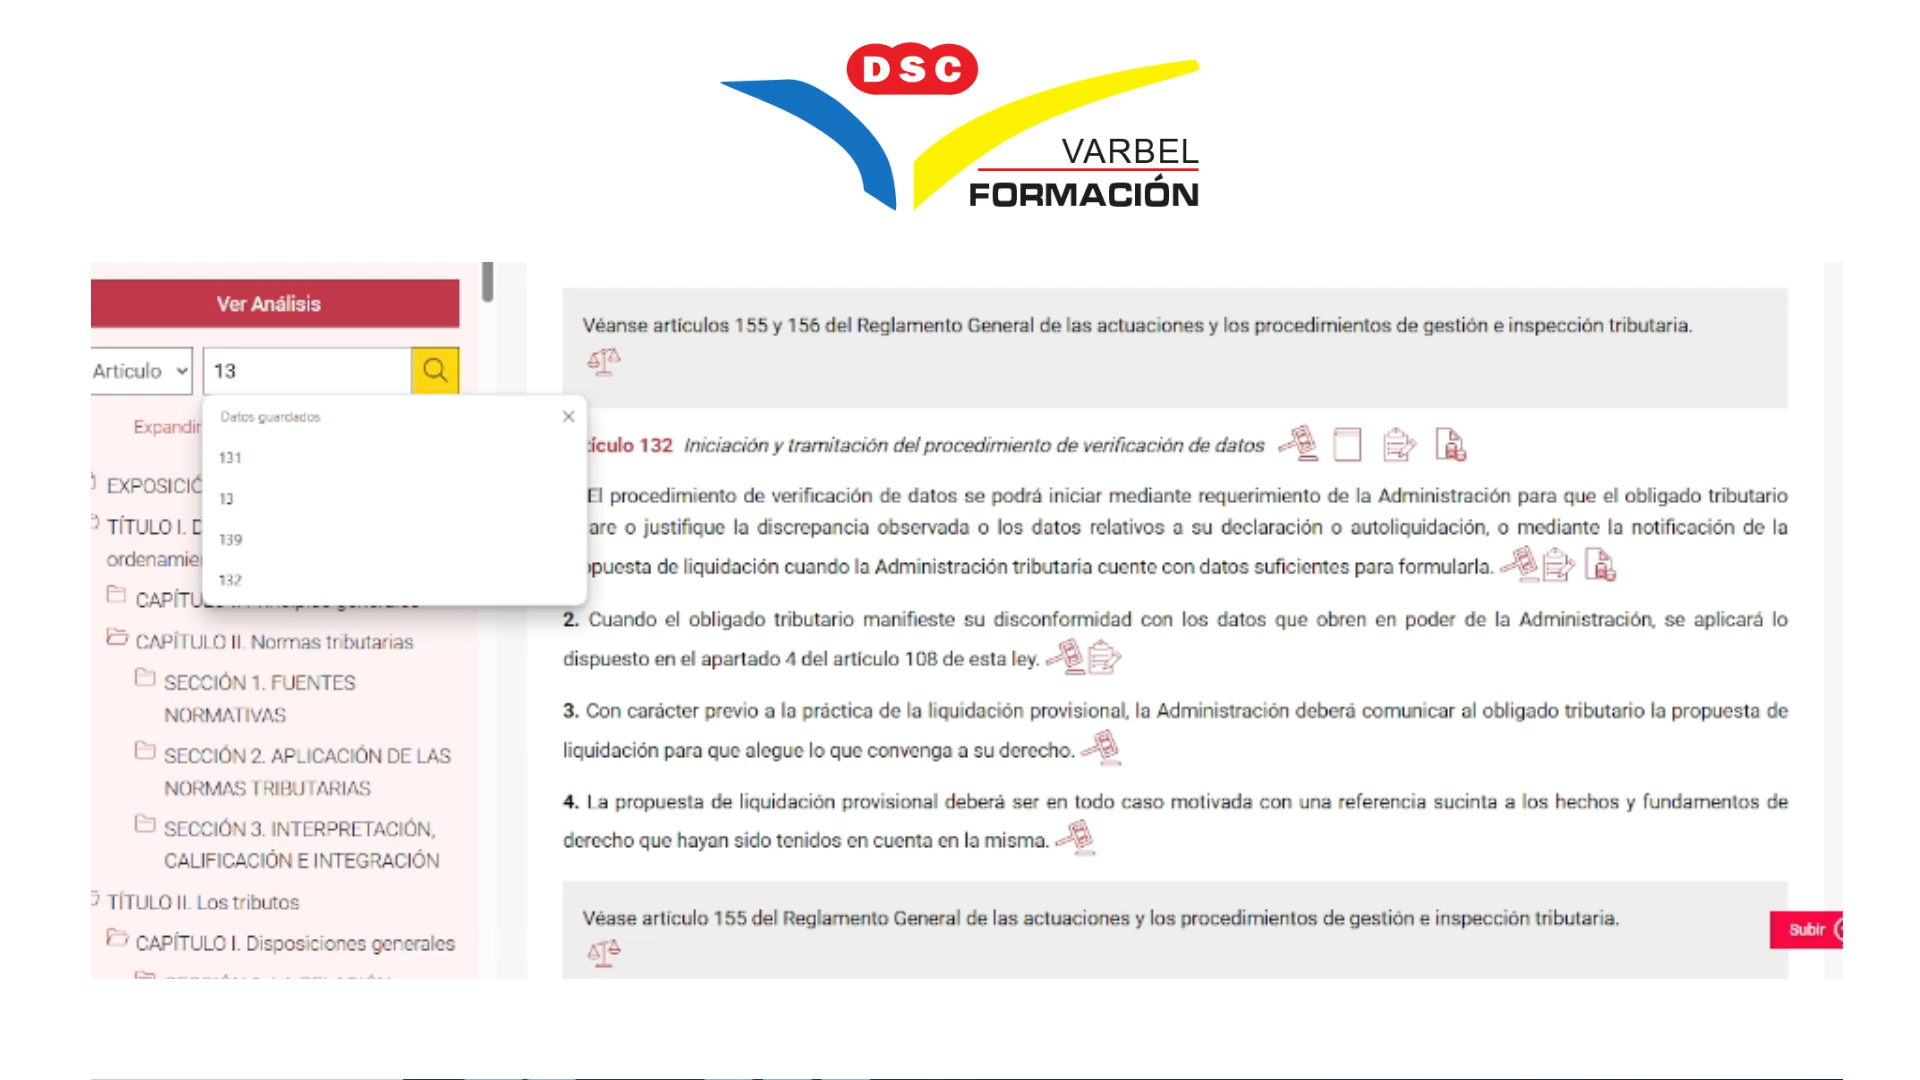 DSC
VARBEL
FORMACIÓN
Ver Análisis
Artículo
13
Expandir
Datos guardados
131
13
139
132
EXPOSICIÓ
TÍTULO I. D
ordenamie
CAPÍTU
CAPÍTULO II. Normas tributarias
SECCIÓN 1. FUENTES
NORMATIVAS
SECCIÓN 2. APLICACIÓN DE LAS
NORMAS TRIBUTARIAS
SECCIÓN 3. INTERPRETACIÓN,
CALIFICACIÓN E INTEGRACIÓN
TÍTULO II. Los tributos
CAPÍTULO I. Disposiciones generales
Véanse artículos 155 y 156 del Reglamento General de las actuaciones y los procedimientos de gestión e inspección tributaria.
ículo 132 Iniciación y tramitación del procedimiento de verificación de datos
El procedimiento de verificación de datos se podrá iniciar mediante requerimiento de la Administración para que el obligado tributario
are o justifique la discrepancia observada o los datos relativos a su declaración o autoliquidación, o mediante la notificación de la
opuesta de liquidación cuando la Administración tributaria cuente con datos suficientes para formularla.
2. Cuando el obligado tributario manifieste su disconformidad con los datos que obren en poder de la Administración, se aplicará lo
dispuesto en el apartado 4 del artículo 108 de esta ley.
3. Con carácter previo a la práctica de la liquidación provisional, la Administración deberá comunicar al obligado tributario la propuesta de
liquidación para que alegue lo que convenga a su derecho.
4. La propuesta de liquidación provisional deberá ser en todo caso motivada con una referencia sucinta a los hechos y fundamentos de
derecho que hayan sido tenidos en cuenta en la misma.
Véase artículo 155 del Reglamento General de las actuaciones y los procedimientos de gestión e inspección tributaria.
Subir